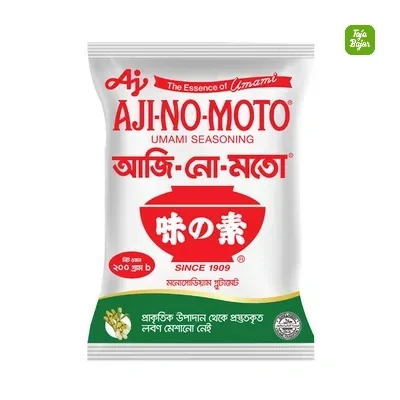 Taja
Bajar
Aj
The Essence of Umami
AJI-NO-MOTO®
UMAMI SEASONING
আজি-নো-মতো®
味の素
®
SINCE 1909
নিট ওজন
২০০ গ্রাম ৳
মনোসোডিয়াম গ্লুটামেট
প্রাকৃতিক উপাদান থেকে প্রস্তুতকৃত
লবণ মেশানো নেই